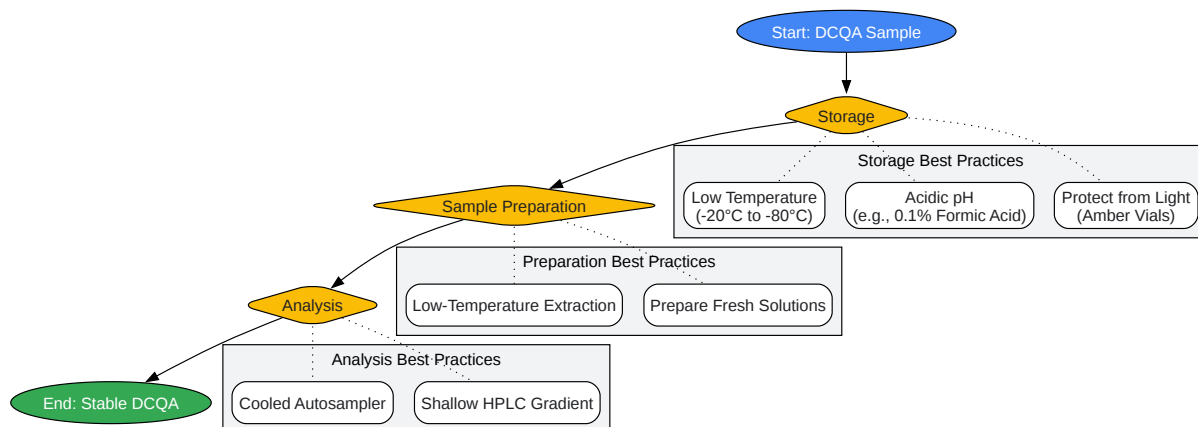 Start: DCQA Sample
Storage
Storage Best Practices
Low Temperature
(-20°C to -80°C)
Acidic pH
(e.g., 0.1% Formic Acid)
Protect from Light
(Amber Vials)
Sample Preparation
Preparation Best Practices
Low-Temperature Extraction
Prepare Fresh Solutions
Analysis
Analysis Best Practices
Cooled Autosampler
Shallow HPLC Gradient
End: Stable DCQA